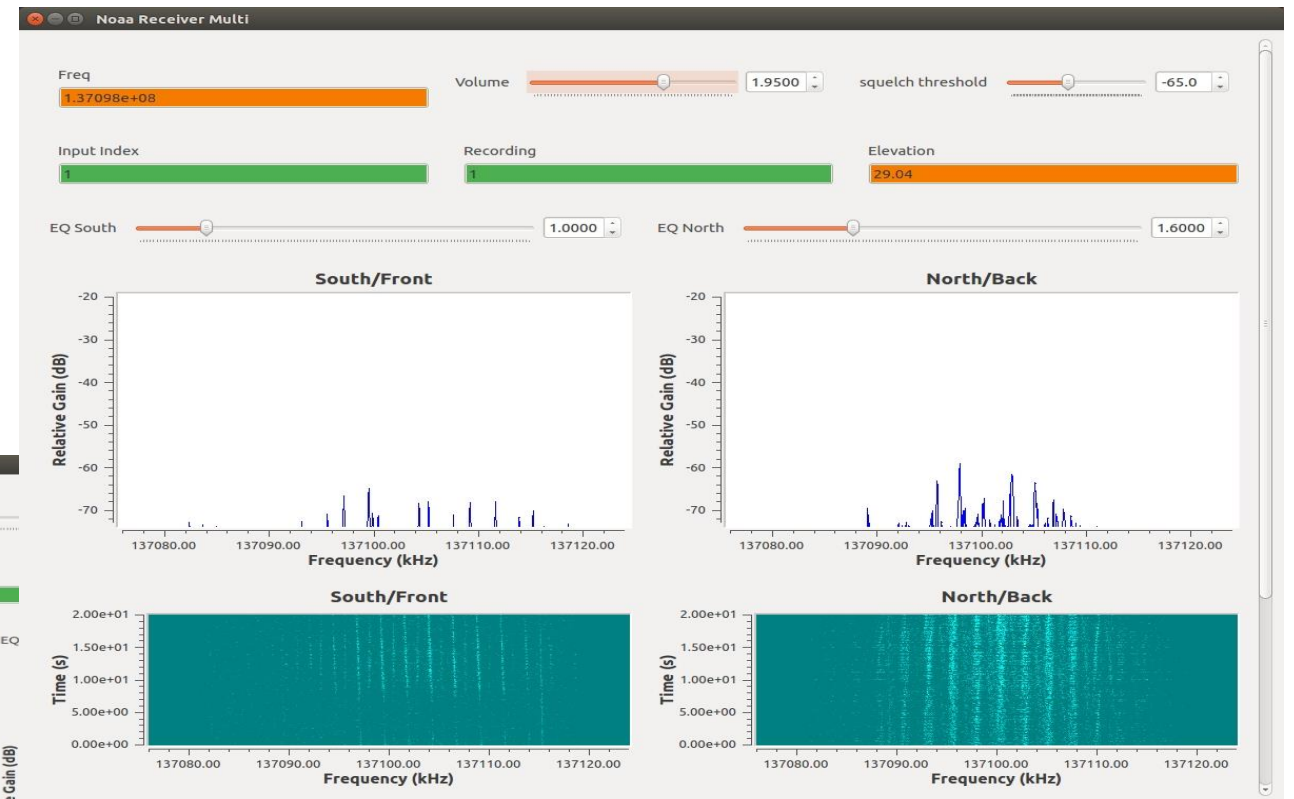 Noaa Receiver Multi
Freq
1.37098e+08
Volume 1.9500
squelch threshold -65.0
Input Index
1
Recording
1
Elevation
29.04
EQ South 1.0000
EQ North 1.6000
South/Front
-20
-30
-40
-50
-60
-70
Relative Gain (dB)
137080.00 137090.00 137100.00 137110.00 137120.00
Frequency (kHz)
North/Back
-20
-30
-40
-50
-60
-70
Relative Gain (dB)
137080.00 137090.00 137100.00 137110.00 137120.00
Frequency (kHz)
South/Front
2.00e+01
1.50e+01
1.00e+01
5.00e+00
0.00e+00
Time (s)
137080.00 137090.00 137100.00 137110.00 137120.00
Frequency (kHz)
North/Back
2.00e+01
1.50e+01
1.00e+01
5.00e+00
0.00e+00
Time (s)
137080.00 137090.00 137100.00 137110.00 137120.00
Frequency (kHz)
EQ
e Gain (dB)